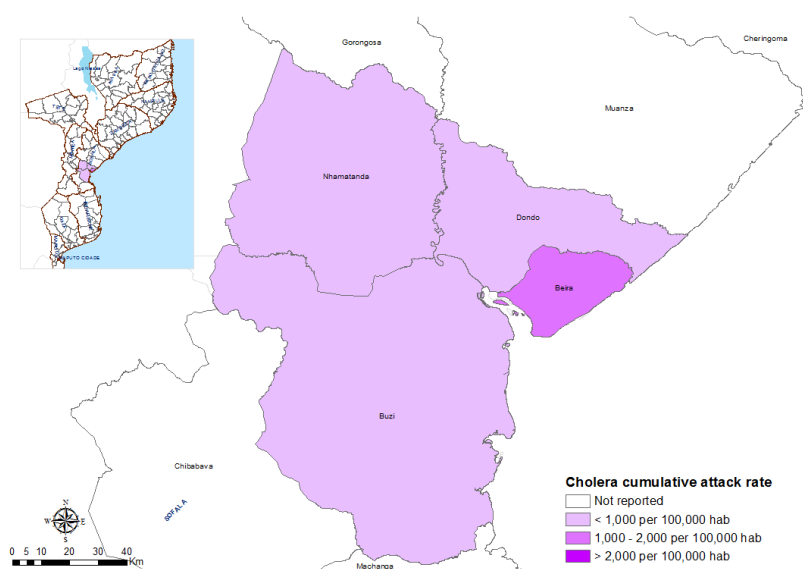 Gorongosa
Cheringoma
Muanza
Nhamatanda
Dondo
Beira
Buzi
Chibabava
SOFALA
Machanga
MAPUTO CIDADE
N
W
E
S
0 5 10 20 30 40
Km
Cholera cumulative attack rate
Not reported
< 1,000 per 100,000 hab
1,000 - 2,000 per 100,000 hab
> 2,000 per 100,000 hab